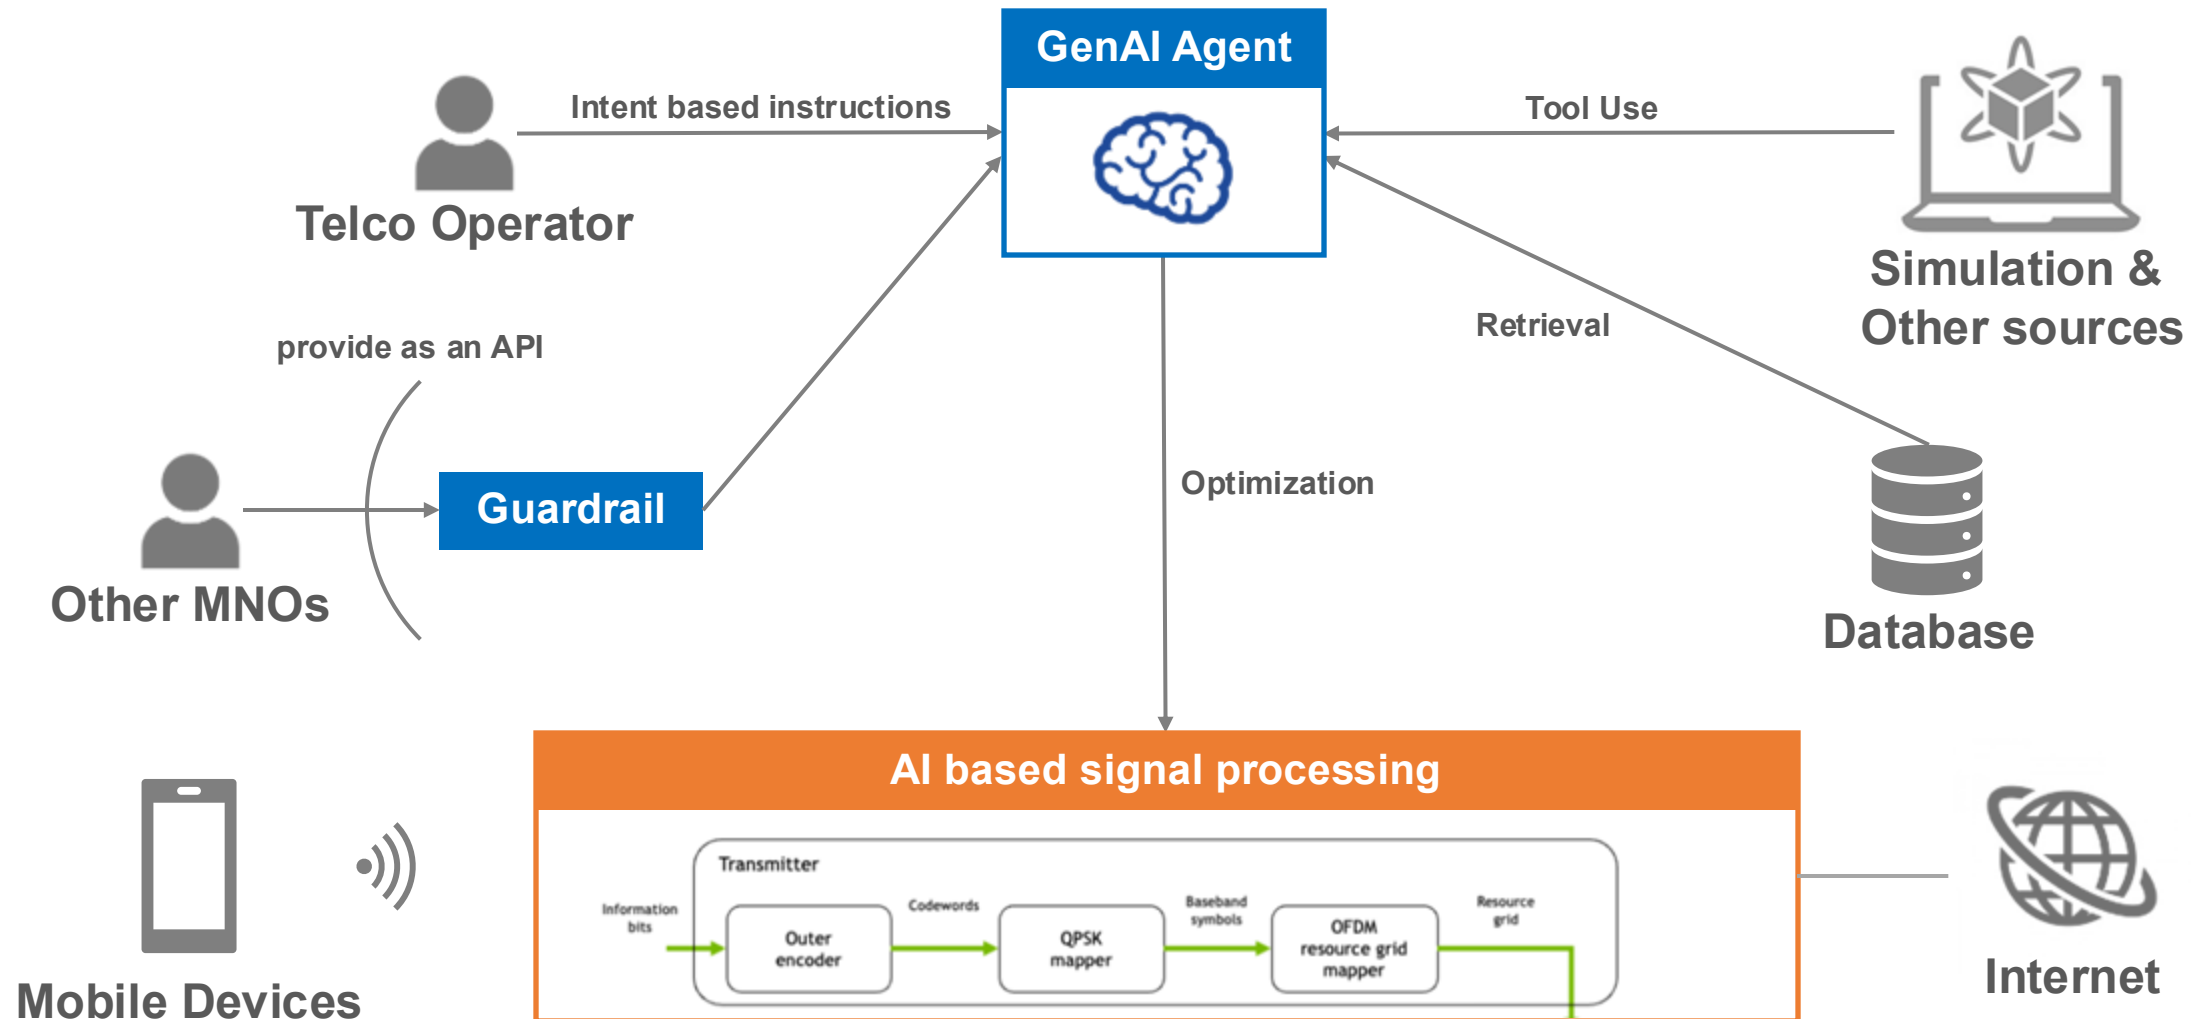 GenAI Agent
Intent based instructions
Tool Use
Telco Operator
Simulation &
Other sources
Retrieval
provide as an API
Optimization
Guardrail
Other MNOs
Database
AI based signal processing
Transmitter
Information
bits
Codewords
Baseband
symbols
Resource
grid
Outer
encoder
QPSK
mapper
OFDM
resource grid
mapper
Mobile Devices
Internet